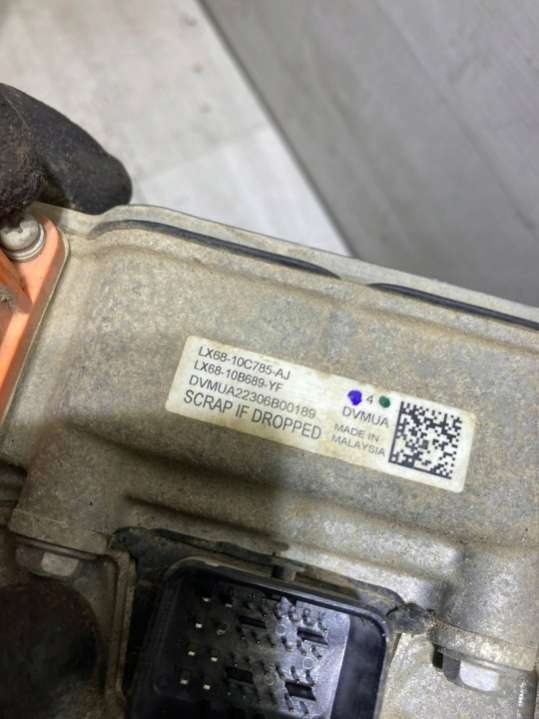 LX68-10C785-AJ
LX68-10B689-YF
DVMUA22306B00189
SCRAP IF DROPPED
4
DVMUA
MADE IN
MALAYSIA